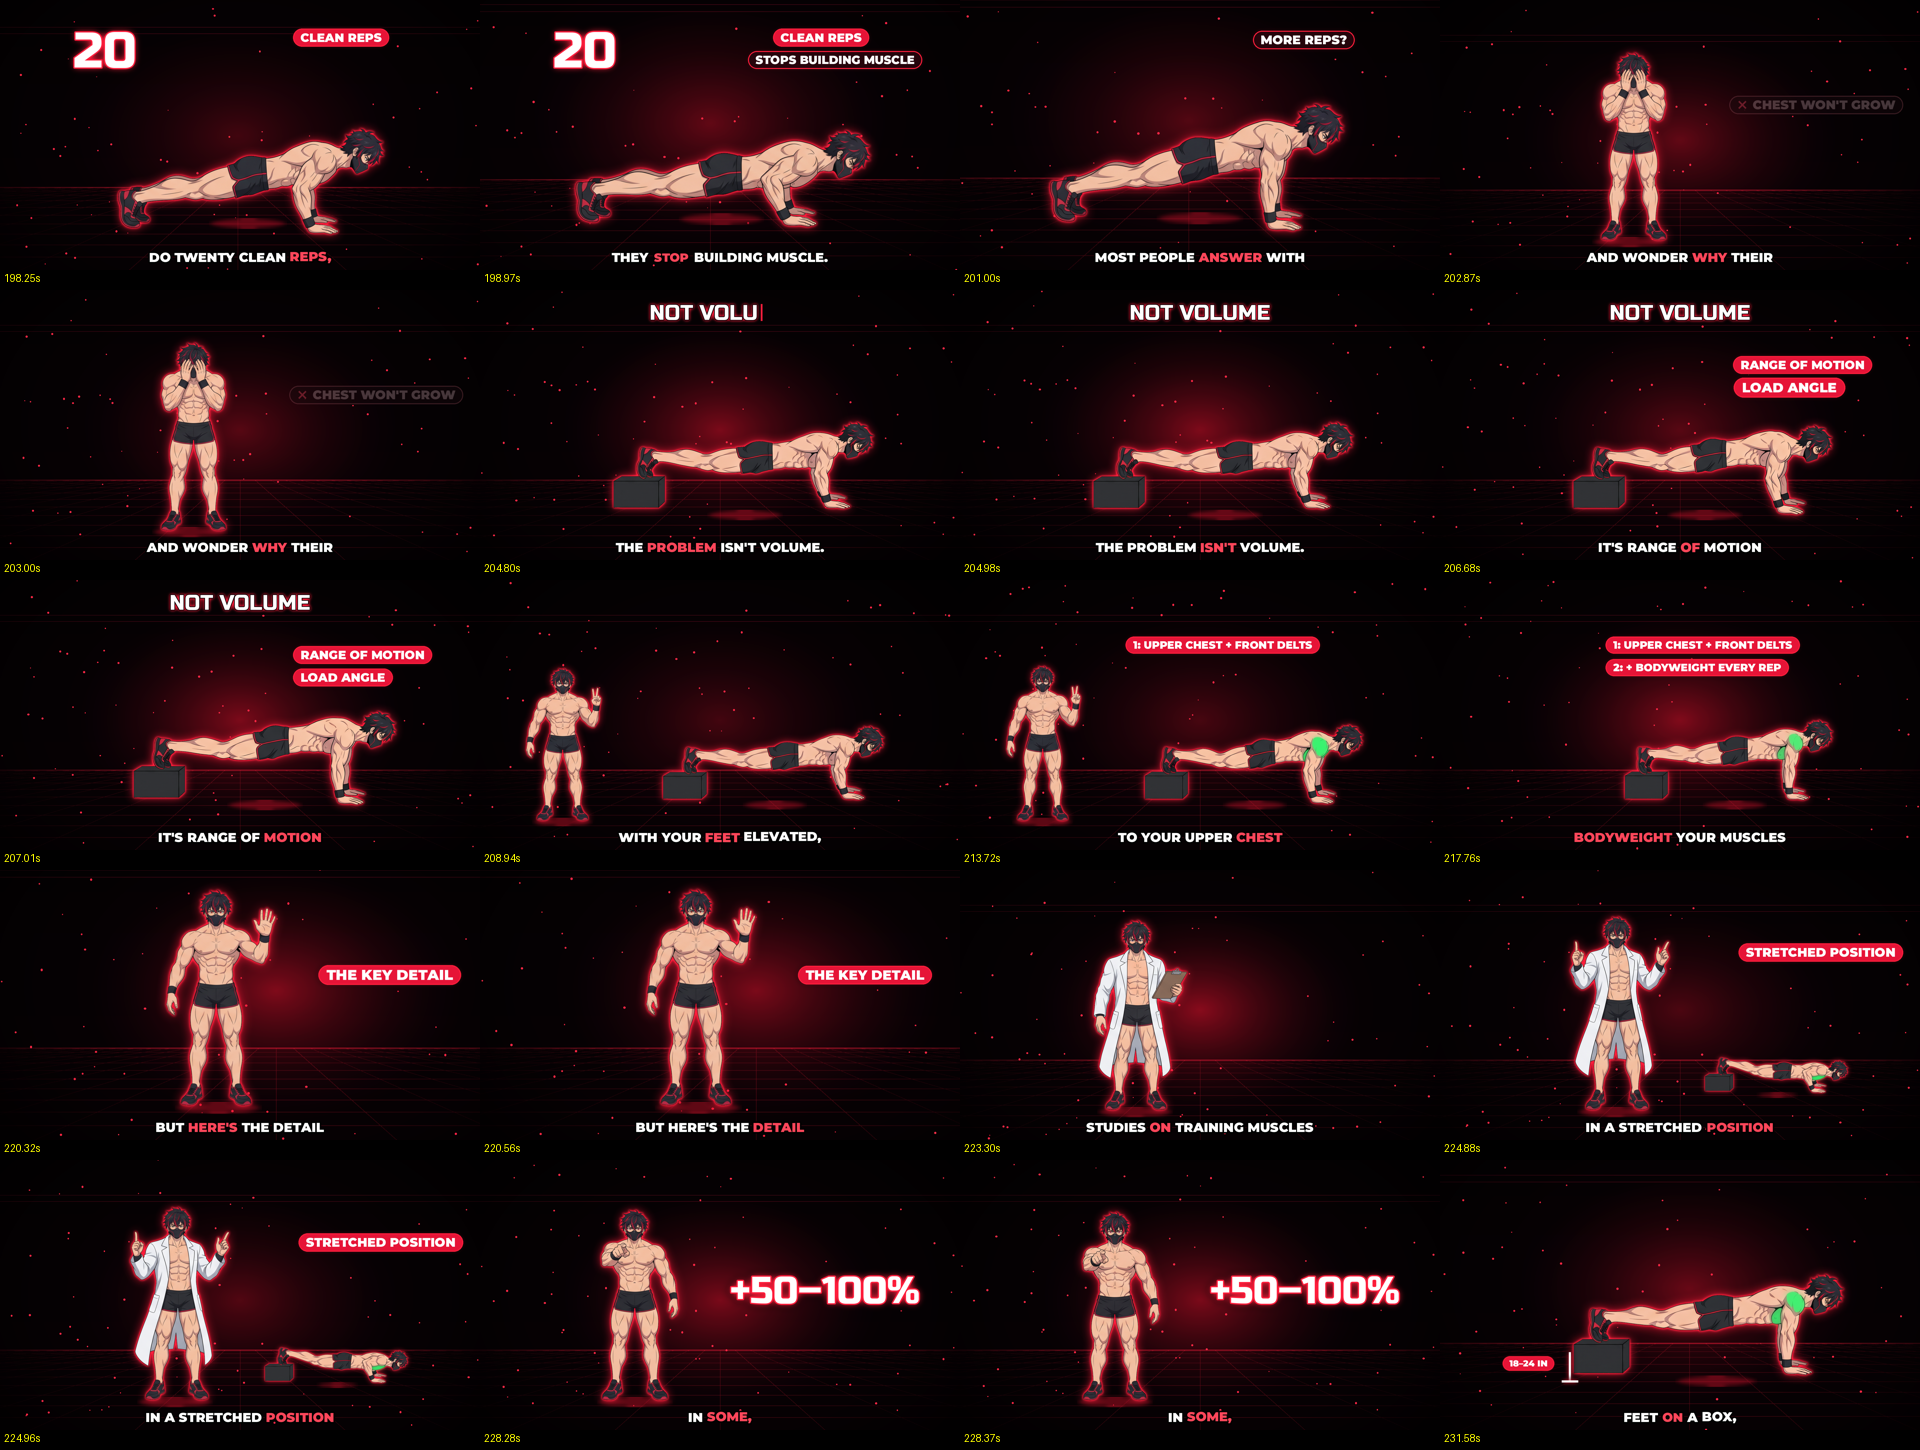 20
CLEAN REPS
DO TWENTY CLEAN REPS,
198.25s
20
CLEAN REPS
STOPS BUILDING MUSCLE
THEY STOP BUILDING MUSCLE.
198.97s
MORE REPS?
MOST PEOPLE ANSWER WITH
201.00s
× CHEST WON'T GROW
AND WONDER WHY THEIR
202.87s
× CHEST WON'T GROW
AND WONDER WHY THEIR
203.00s
NOT VOLU
THE PROBLEM ISN'T VOLUME.
204.80s
NOT VOLUME
THE PROBLEM ISN'T VOLUME.
204.98s
NOT VOLUME
RANGE OF MOTION
LOAD ANGLE
IT'S RANGE OF MOTION
206.68s
NOT VOLUME
RANGE OF MOTION
LOAD ANGLE
IT'S RANGE OF MOTION
207.01s
WITH YOUR FEET ELEVATED,
208.94s
1: UPPER CHEST + FRONT DELTS
TO YOUR UPPER CHEST
213.72s
1: UPPER CHEST + FRONT DELTS
2: + BODYWEIGHT EVERY REP
BODYWEIGHT YOUR MUSCLES
217.76s
THE KEY DETAIL
BUT HERE'S THE DETAIL
220.32s
THE KEY DETAIL
BUT HERE'S THE DETAIL
220.56s
STUDIES ON TRAINING MUSCLES
223.30s
STRETCHED POSITION
IN A STRETCHED POSITION
224.88s
STRETCHED POSITION
IN A STRETCHED POSITION
224.96s
+50–100%
IN SOME,
228.28s
+50–100%
IN SOME,
228.37s
18–24 IN
FEET ON A BOX,
231.58s